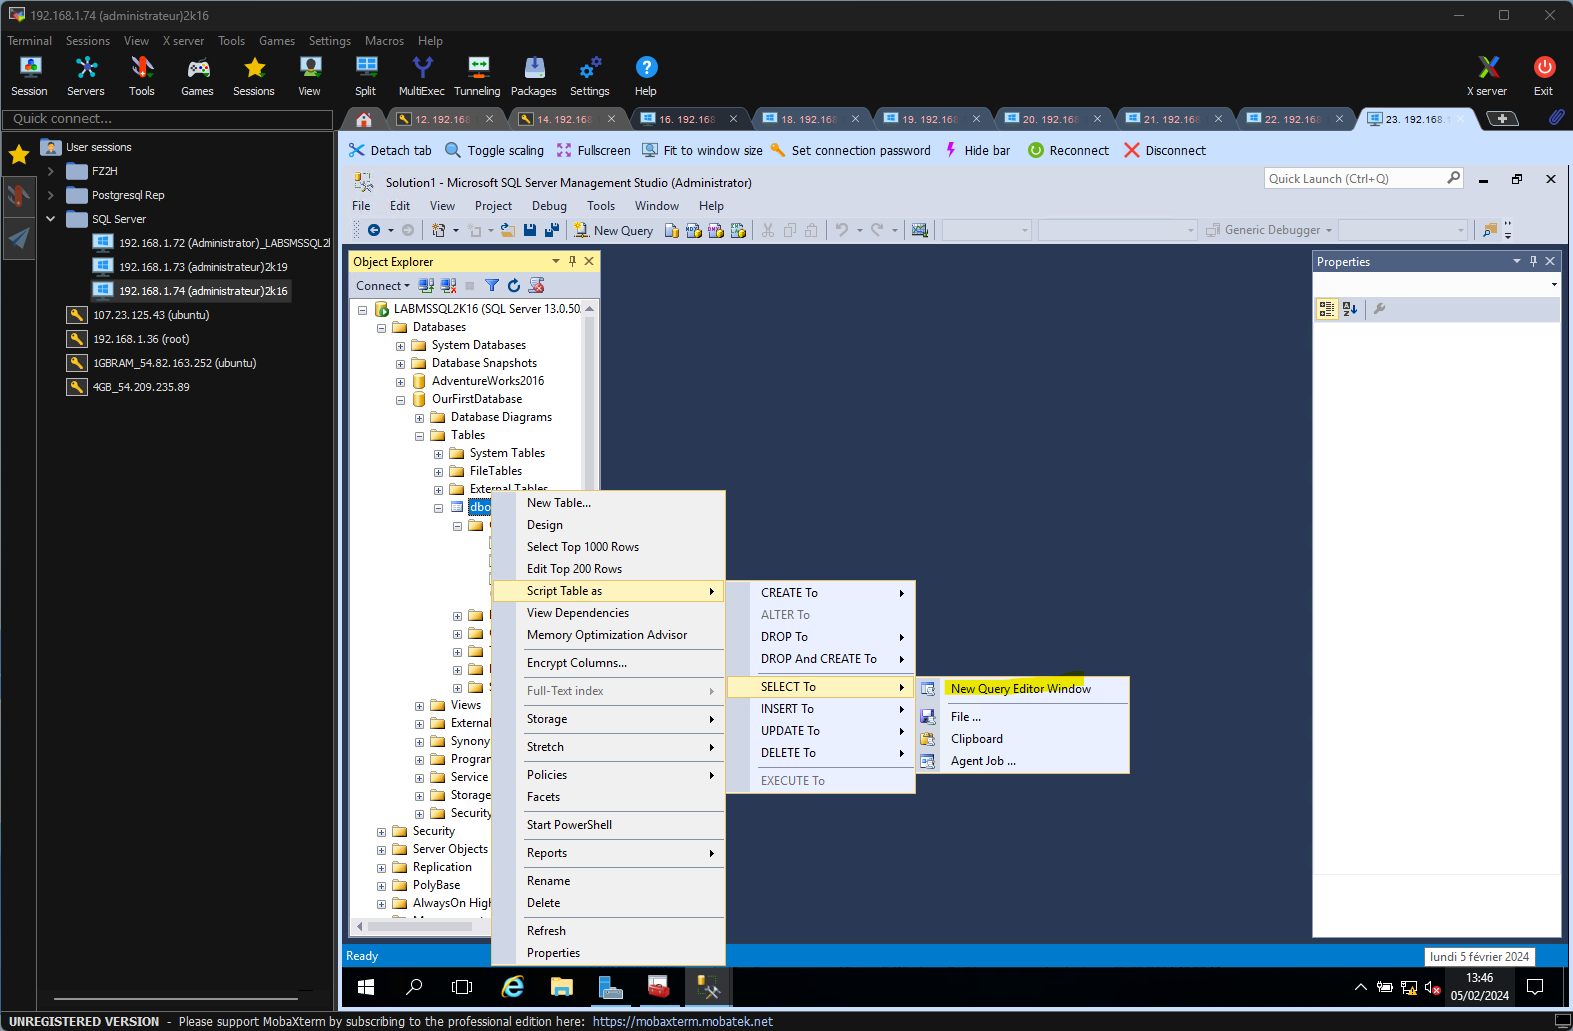 192.168.1.74 (administrateur)2k16
Terminal Sessions View X server Tools Games Settings Macros Help
Session Servers Tools Games Sessions View Split MultiExec Tunneling Packages Settings Help X server Exit
Quick connect...
12. 192.168 14. 192.168 16. 192.168 18. 192.168 19. 192.168 20. 192.168 21. 192.168 22. 192.168 23. 192.168.1
Detach tab Toggle scaling Fullscreen Fit to window size Set connection password Hide bar Reconnect Disconnect
User sessions
FZ2H
Postgresql Rep
SQL Server
192.168.1.72 (Administrator)_LABSMSSQL2
192.168.1.73 (administrateur)2k19
192.168.1.74 (administrateur)2k16
107.23.125.43 (ubuntu)
192.168.1.36 (root)
1GBRAM_54.82.163.252 (ubuntu)
4GB_54.209.235.89
Solution1 - Microsoft SQL Server Management Studio (Administrator)
Quick Launch (Ctrl+Q)
File Edit View Project Debug Tools Window Help
New Query
Generic Debugger
Object Explorer
Connect
LABMSSQL2K16 (SQL Server 13.0.50
Databases
System Databases
Database Snapshots
AdventureWorks2016
OurFirstDatabase
Database Diagrams
Tables
System Tables
FileTables
External Tables
dbo
Views
External
Synony
Program
Service
Storage
Security
Security
Server Objects
Replication
PolyBase
AlwaysOn High
New Table...
Design
Select Top 1000 Rows
Edit Top 200 Rows
Script Table as
View Dependencies
Memory Optimization Advisor
Encrypt Columns...
Full-Text index
Storage
Stretch
Policies
Facets
Start PowerShell
Reports
Rename
Delete
Refresh
Properties
CREATE To
ALTER To
DROP To
DROP And CREATE To
SELECT To
INSERT To
UPDATE To
DELETE To
EXECUTE To
New Query Editor Window
File ...
Clipboard
Agent Job ...
Properties
Ready
lundi 5 février 2024
13:46
05/02/2024
UNREGISTERED VERSION - Please support MobaXterm by subscribing to the professional edition here: https://mobaxterm.mobatek.net